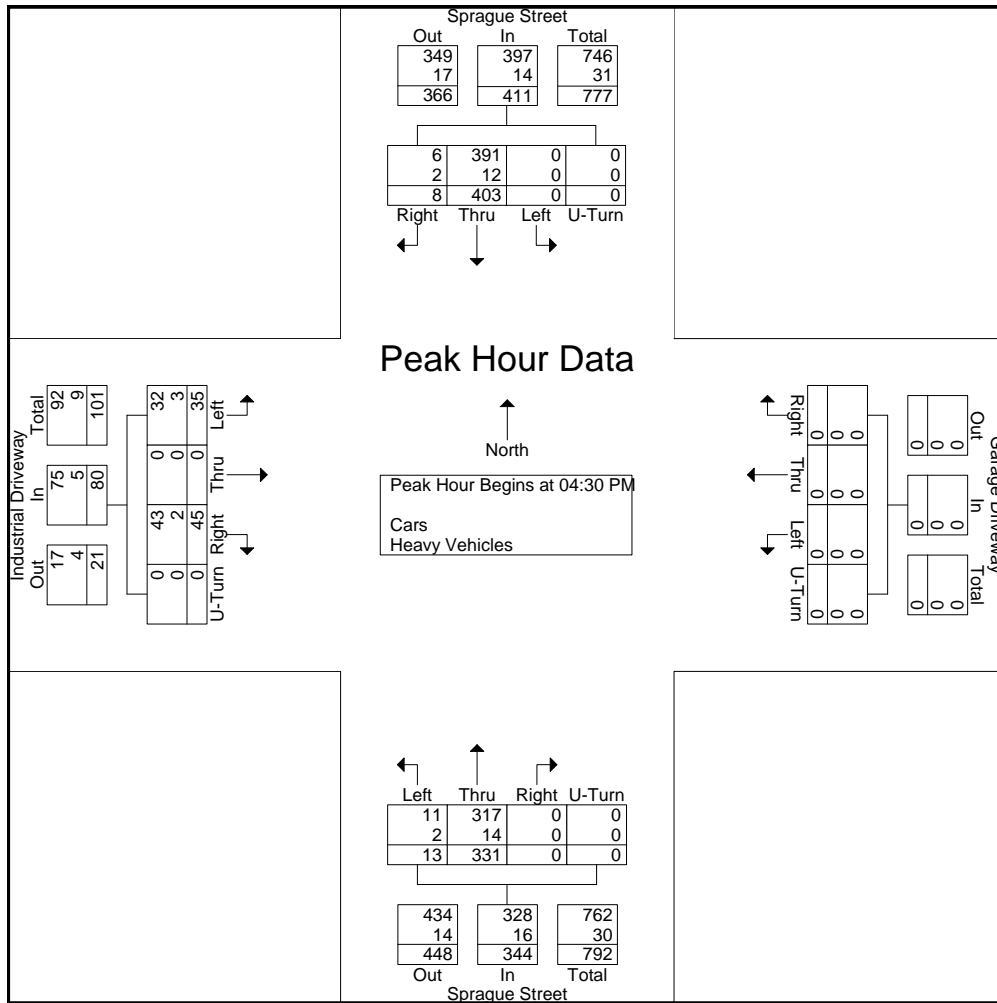 Sprague Street
Out In Total
349 397 746
17 14 31
366 411 777
6 391 0 0
2 12 0 0
8 403 0 0
Right Thru Left U-Turn
Peak Hour Data
North
Peak Hour Begins at 04:30 PM
Cars
Heavy Vehicles
Industrial Driveway
Out In Total
17 75 92
4 5 9
21 80 101
U-Turn Right Thru Left
0 43 0 32
0 2 0 3
0 45 0 35
Garage Driveway
Out In Total
0 0 0
0 0 0
0 0 0
Right Thru Left U-Turn
0 0 0 0
0 0 0 0
0 0 0 0
Left Thru Right U-Turn
11 317 0 0
2 14 0 0
13 331 0 0
434 328 762
14 16 30
448 344 792
Out In Total
Sprague Street